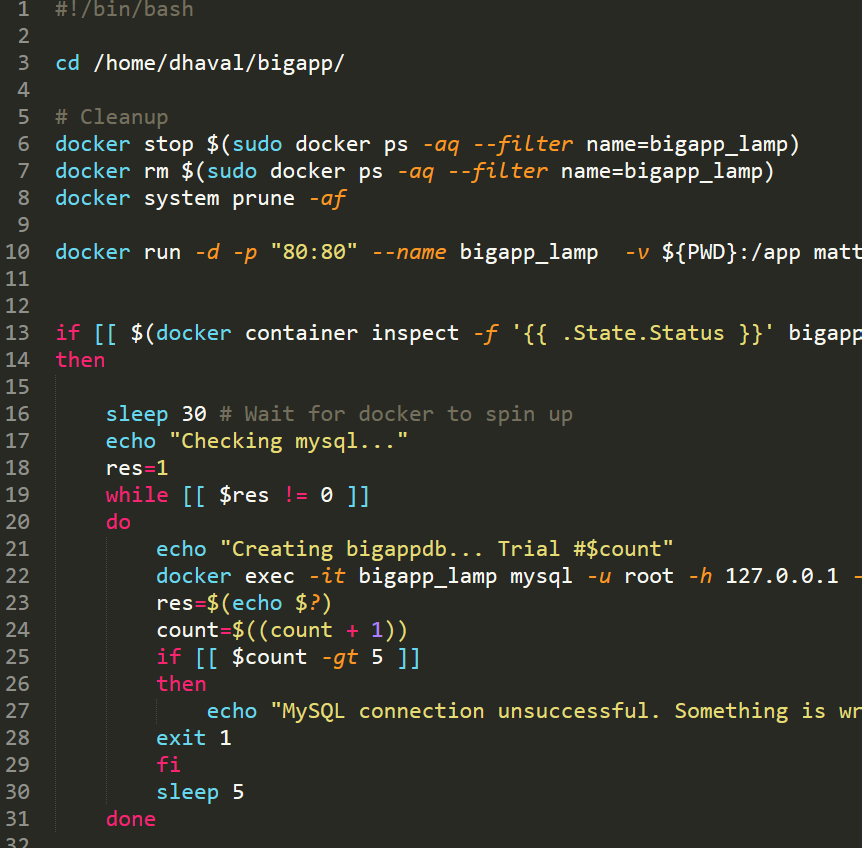 1 #!/bin/bash
2
3 cd /home/dhaval/bigapp/
4
5 # Cleanup
6 docker stop $(sudo docker ps -aq --filter name=bigapp_lamp)
7 docker rm $(sudo docker ps -aq --filter name=bigapp_lamp)
8 docker system prune -af
9
10 docker run -d -p "80:80" --name bigapp_lamp  -v ${PWD}:/app matt
11
12
13 if [[ $(docker container inspect -f '{{ .State.Status }}' bigapp
14 then
15
16     sleep 30 # Wait for docker to spin up
17     echo "Checking mysql..."
18     res=1
19     while [[ $res != 0 ]]
20     do
21         echo "Creating bigappdb... Trial #$count"
22         docker exec -it bigapp_lamp mysql -u root -h 127.0.0.1 -
23         res=$(echo $?)
24         count=$((count + 1))
25         if [[ $count -gt 5 ]]
26         then
27             echo "MySQL connection unsuccessful. Something is wr
28         exit 1
29         fi
30         sleep 5
31     done
32